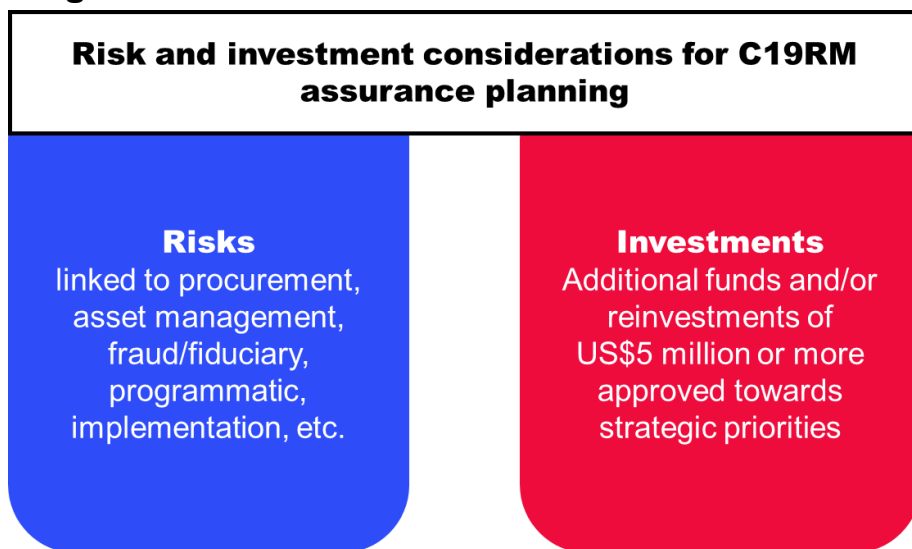 Risk and investment considerations for C19RM
assurance planning
Risks
linked to procurement,
asset management,
fraud/fiduciary,
programmatic,
implementation, etc.
Investments
Additional funds and/or
reinvestments of
US$5 million or more
approved towards
strategic priorities